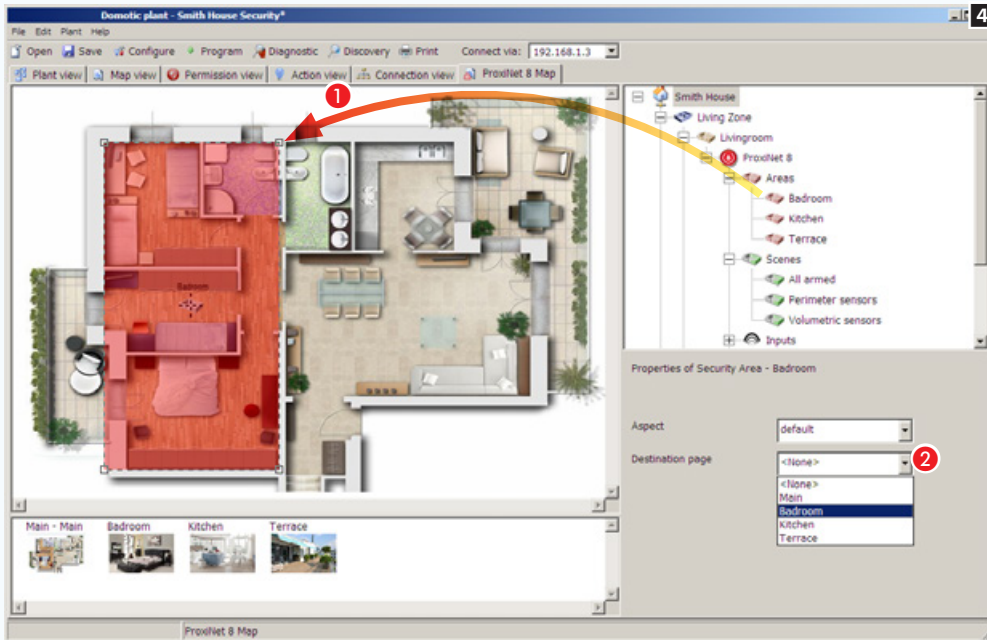 Domotic plant - Smith House Security*
4
File Edit Plant Help
Open Save Configure Program Diagnostic Discovery Print Connect via: 192.168.1.3
Plant view Map view Permission view Action view Connection view ProxiNet 8 Map
1
Smith House
Living Zone
Livingroom
ProxiNet 8
Areas
Badroom
Kitchen
Terrace
Scenes
All armed
Perimeter sensors
Volumetric sensors
Inputs
Badroom
Properties of Security Area - Badroom
Aspect default
Destination page <None> 2
<None>
Main
Badroom
Kitchen
Terrace
Main - Main Badroom Kitchen Terrace
ProxiNet 8 Map